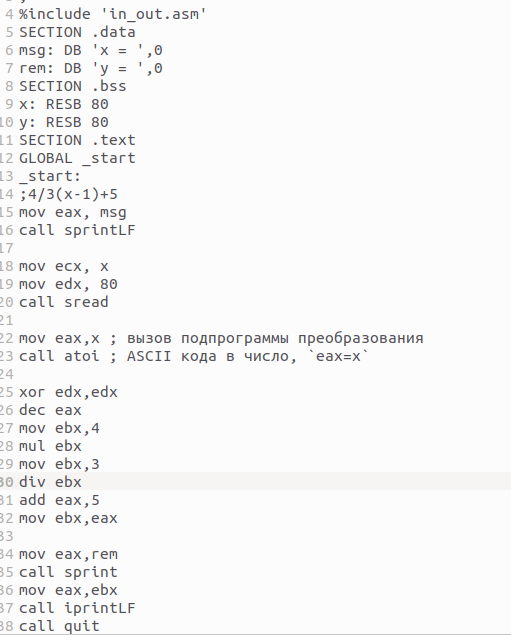 4 %include 'in_out.asm'
5 SECTION .data
6 msg: DB 'x = ',0
7 rem: DB 'y = ',0
8 SECTION .bss
9 x: RESB 80
10 y: RESB 80
11 SECTION .text
12 GLOBAL _start
13 _start:
14 ;4/3(x-1)+5
15 mov eax, msg
16 call sprintLF
17
18 mov ecx, x
19 mov edx, 80
20 call sread
21
22 mov eax,x ; вызов подпрограммы преобразования
23 call atoi ; ASCII кода в число, `eax=x`
24
25 xor edx,edx
26 dec eax
27 mov ebx,4
28 mul ebx
29 mov ebx,3
30 div ebx
31 add eax,5
32 mov ebx,eax
33
34 mov eax,rem
35 call sprint
36 mov eax,ebx
37 call iprintLF
38 call quit